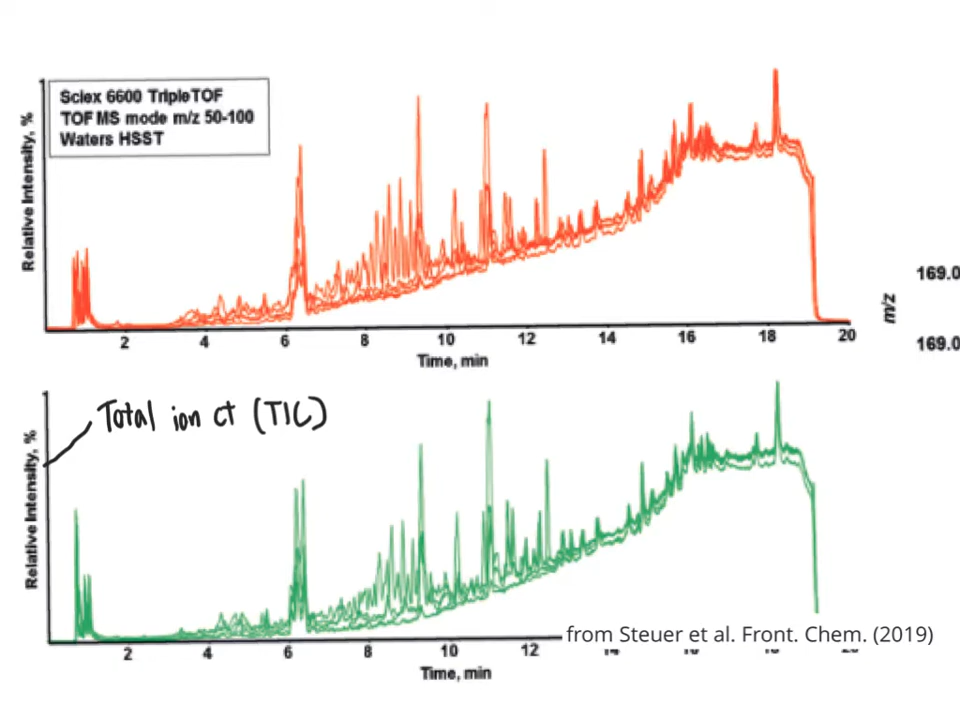 Sciex 6600 TripleTOF
TOF MS mode m/z 50-100
Waters HSST
Relative Intensity, %
2 4 6 8 10 12 14 16 18 20
Time, min
169.0
m/z
169.0
Total ion ct (TIC)
Relative Intensity, %
from Steuer et al. Front. Chem. (2019)
2 4 6 8 10 12
Time, min